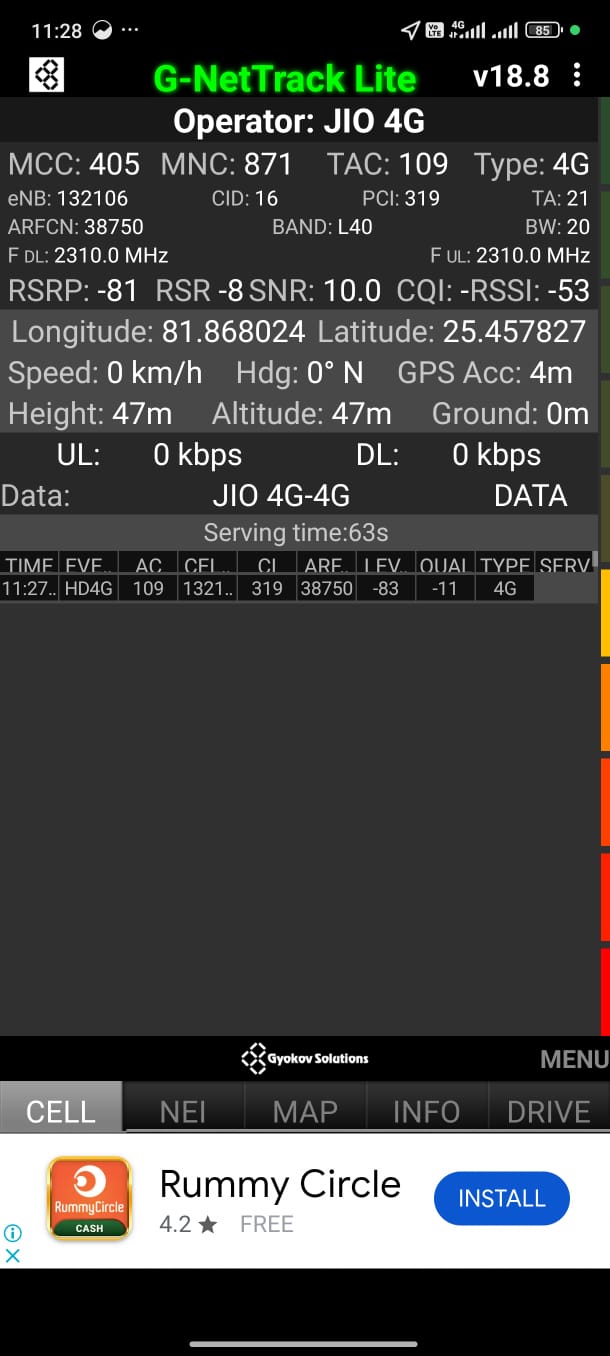 11:28 ... Vo LTE 4G 85
G-NetTrack Lite v18.8
Operator: JIO 4G
MCC: 405 MNC: 871 TAC: 109 Type: 4G
eNB: 132106 CID: 16 PCI: 319 TA: 21
ARFCN: 38750 BAND: L40 BW: 20
F DL: 2310.0 MHz F UL: 2310.0 MHz
RSRP: -81 RSR -8 SNR: 10.0 CQI: -RSSI: -53
Longitude: 81.868024 Latitude: 25.457827
Speed: 0 km/h Hdg: 0° N GPS Acc: 4m
Height: 47m Altitude: 47m Ground: 0m
UL: 0 kbps DL: 0 kbps
Data: JIO 4G-4G DATA
Serving time:63s
TIME EVE.. AC CEL.. CI ARF.. LEV.. QUAL TYPE SERV
11:27.. HD4G 109 1321.. 319 38750 -83 -11 4G
Gyokov Solutions MENU
CELL NEI MAP INFO DRIVE
RummyCircle
CASH
Rummy Circle
4.2 ★ FREE
INSTALL